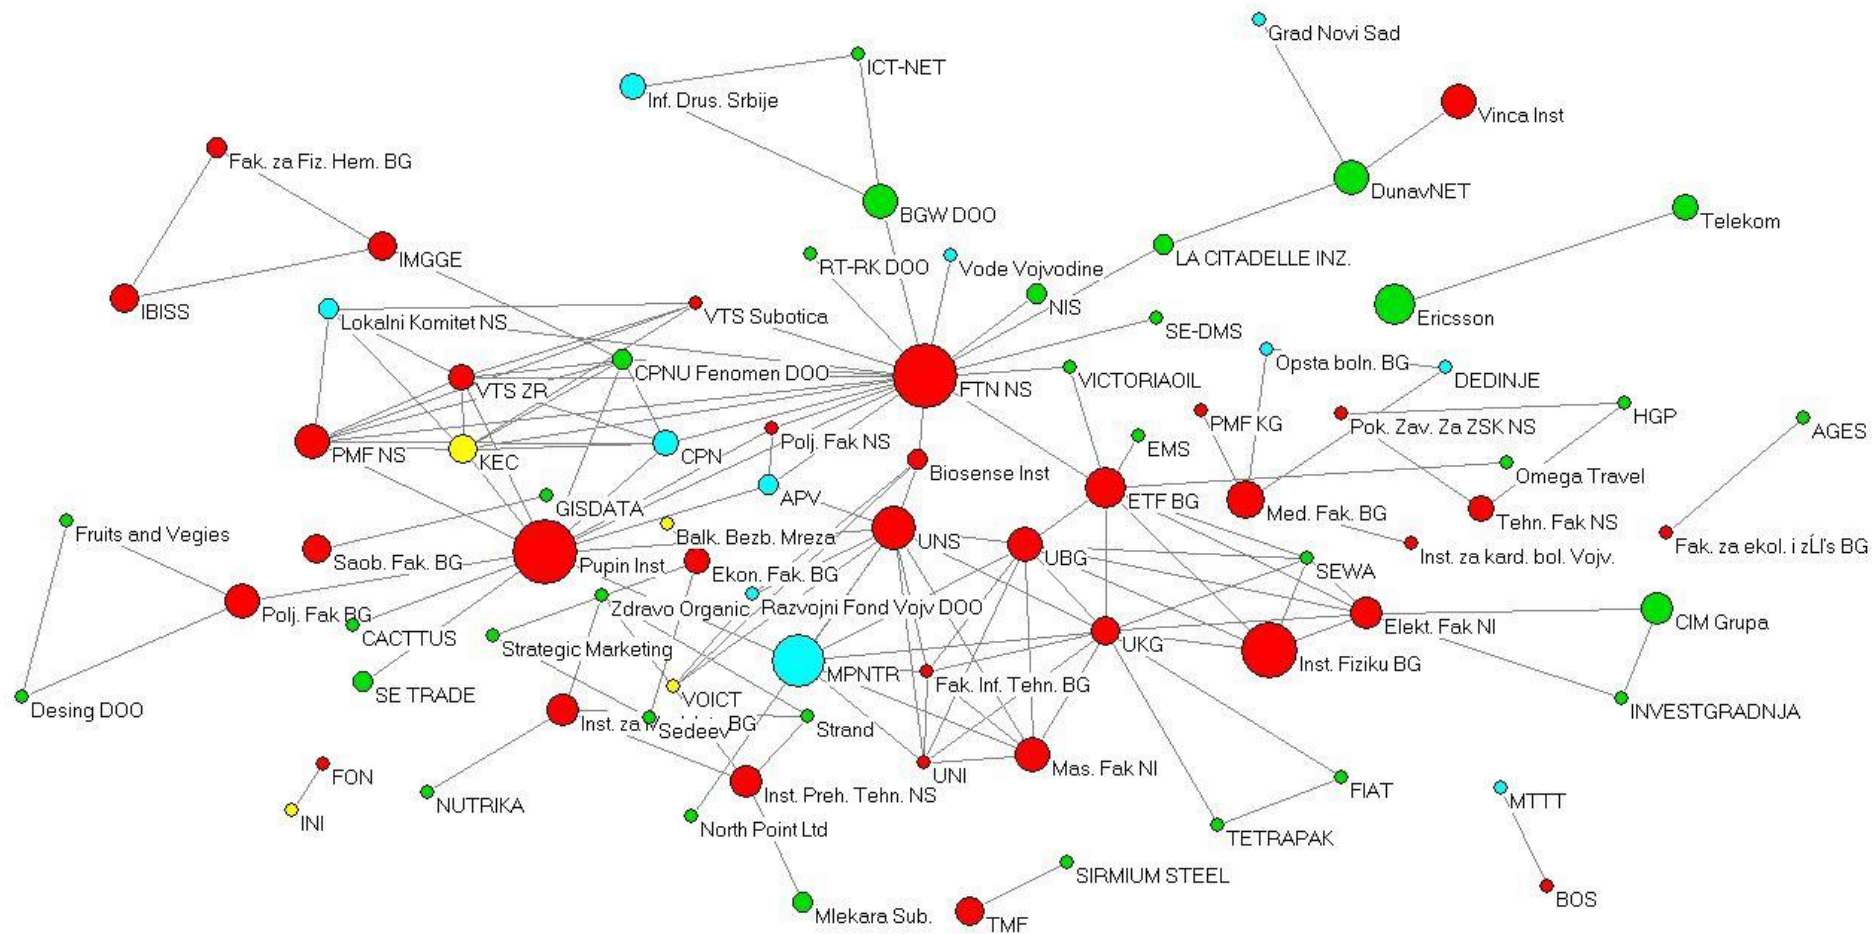 Grad Novi Sad
ICT-NET
Inf. Drus. Srbije
Vinca Inst
Fak. za Fiz. Hem. BG
DunavNET
BGW DOO
Telekom
IMGGE
RT-RK DOO
Vode Vojvodine
LA CITADELLE INZ.
IBISS
NIS
Lokalni Komitet NS
VTS Subotica
Ericsson
SE-DMS
Opsta boln. BG
CPNU Fenomen DOO
VICTORIAOIL
DEDINJE
VTS ZR
FTN NS
HGP
PMF KG
Pok. Zav. Za ZSK NS
AGES
Polj. Fak NS
EMS
PMF NS
KEC
CPN
Biosense Inst
Omega Travel
APV
ETF BG
GISDATA
Med. Fak. BG
Tehn. Fak NS
Fruits and Vegies
Balk. Bezb. Mreza
UNS
Fak. za ekol. i BG
Saob. Fak. BG
Pupin Inst
UBG
Inst. za kard. bol. Vojv.
Ekon. Fak. BG
SEWA
Zdravo Organic
Razvojni Fond Vojv DOO
Polj. Fak BG
CACTTUS
Elekt. Fak NI
CIM Grupa
Strategic Marketing
UKG
Inst. Fiziku BG
MPNTR
Fak. Inf. Tehn. BG
SE TRADE
VOICT
Desing DOO
INVESTGRADNJA
Inst. za BG
Sedeev
Strand
Mas. Fak NI
FON
UNI
FIAT
Inst. Preh. Tehn. NS
NUTRIKA
MTTT
INI
North Point Ltd
TETRAPAK
SIRMIUM STEEL
BOS
Mlekara Sub.
TMF